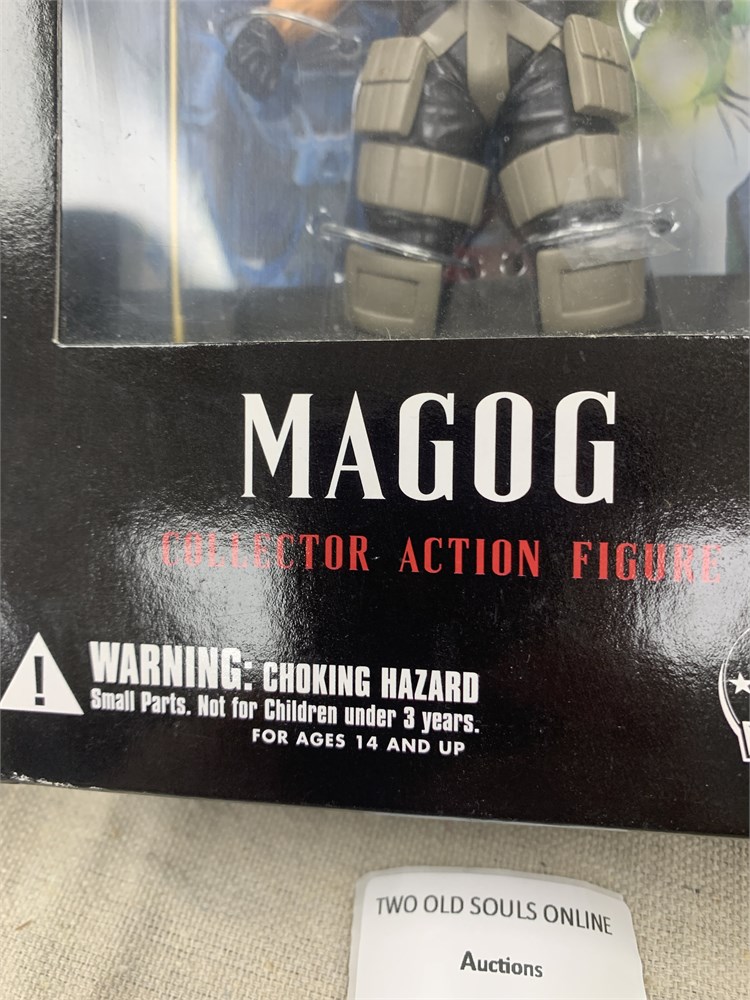 MAGOG
COLLECTOR ACTION FIGURE
WARNING: CHOKING HAZARD
Small Parts. Not for Children under 3 years.
FOR AGES 14 AND UP
TWO OLD SOULS ONLINE
Auctions